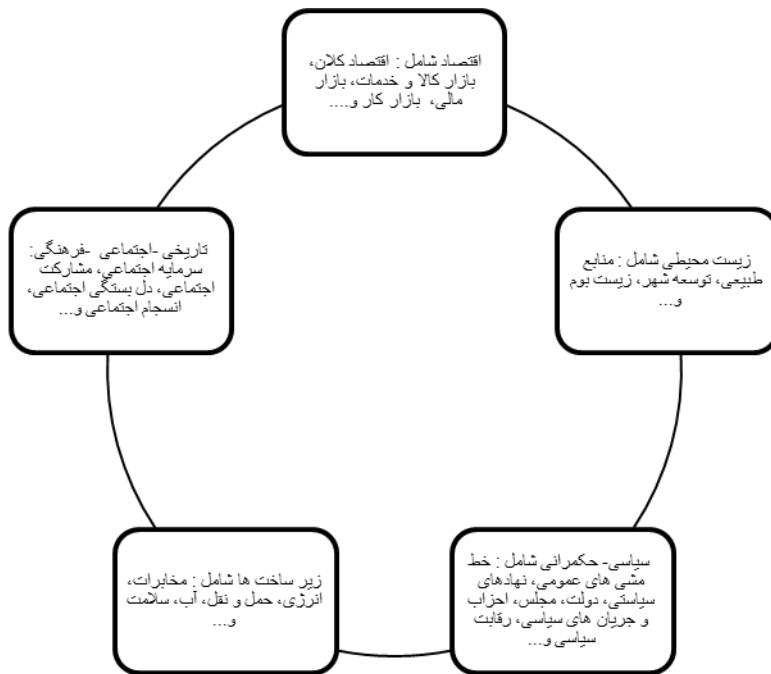 اقتصاد شامل : اقتصاد کلان،
بازار کالا و خدمات، بازار
مالی،  بازار کار و....
زیست محیطی شامل : منابع
طبیعی، توسعه شهر، زیست بوم
و...
سیاسی- حکمرانی شامل : خط
مشی های عمومی، نهادهای
سیاستی، دولت، مجلس، احزاب
و جریان های سیاسی، رقابت
سیاسی و...
زیر ساخت ها شامل : مخابرات،
انرژی، حمل و نقل، آب، سلامت
و...
تاریخی -اجتماعی -فرهنگی:
سرمایه اجتماعی، مشارکت
اجتماعی، دل بستگی اجتماعی،
انسجام اجتماعی و...